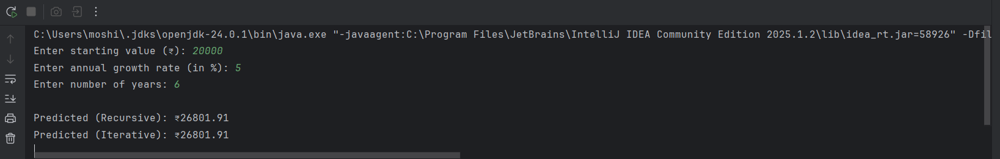 C:\Users\moshi\.jdks\openjdk-24.0.1\bin\java.exe "-javaagent:C:\Program Files\JetBrains\IntelliJ IDEA Community Edition 2025.1.2\lib\idea_rt.jar=58926" -Dfil
Enter starting value (₹): 20000
Enter annual growth rate (in %): 5
Enter number of years: 6
Predicted (Recursive): ₹26801.91
Predicted (Iterative): ₹26801.91